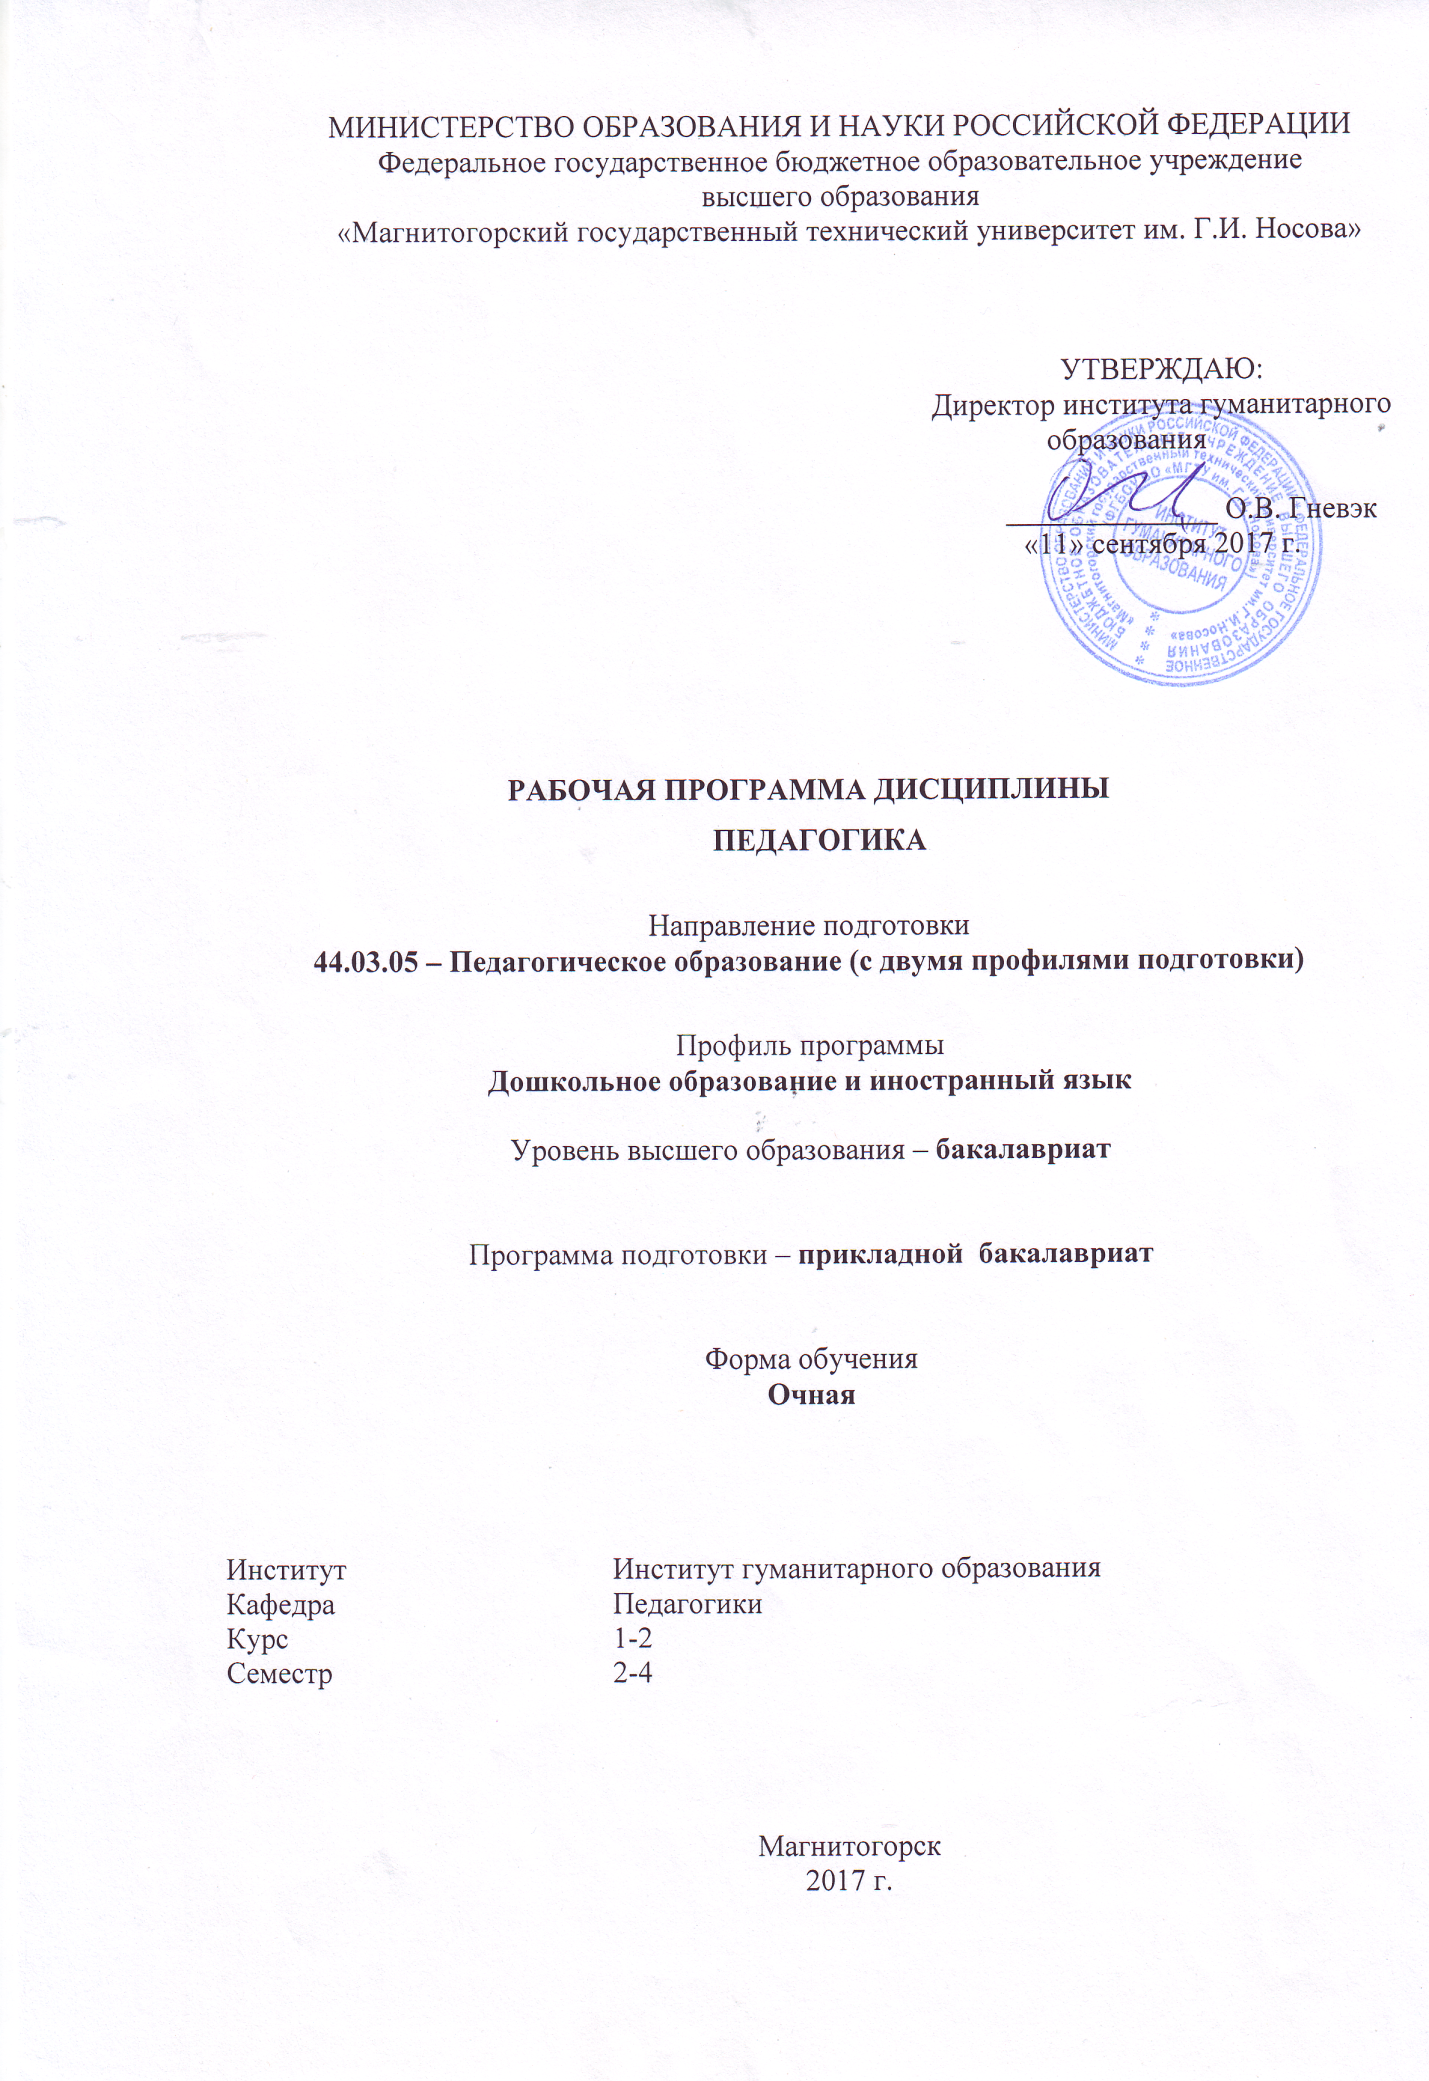 МИНИСТЕРСТВО ОБРАЗОВАНИЯ И НАУКИ РОССИЙСКОЙ ФЕДЕРАЦИИ
Федеральное государственное бюджетное образовательное учреждение
высшего образования
«Магнитогорский государственный технический университет им. Г.И. Носова»
УТВЕРЖДАЮ:
Директор института гуманитарного
образования
О.В. Гневэк
«11» сентября 2017 г.
ИНСТИТУТ
ГУМАНИТАРНОГО
ОБРАЗОВАНИЯ
РАБОЧАЯ ПРОГРАММА ДИСЦИПЛИНЫ
ПЕДАГОГИКА
Направление подготовки
44.03.05 – Педагогическое образование (с двумя профилями подготовки)
Профиль программы
Дошкольное образование и иностранный язык
Уровень высшего образования – бакалавриат
Программа подготовки – прикладной бакалавриат
Форма обучения
Очная
Институт Институт гуманитарного образования
Кафедра Педагогики
Курс 1-2
Семестр 2-4
Магнитогорск
2017 г.